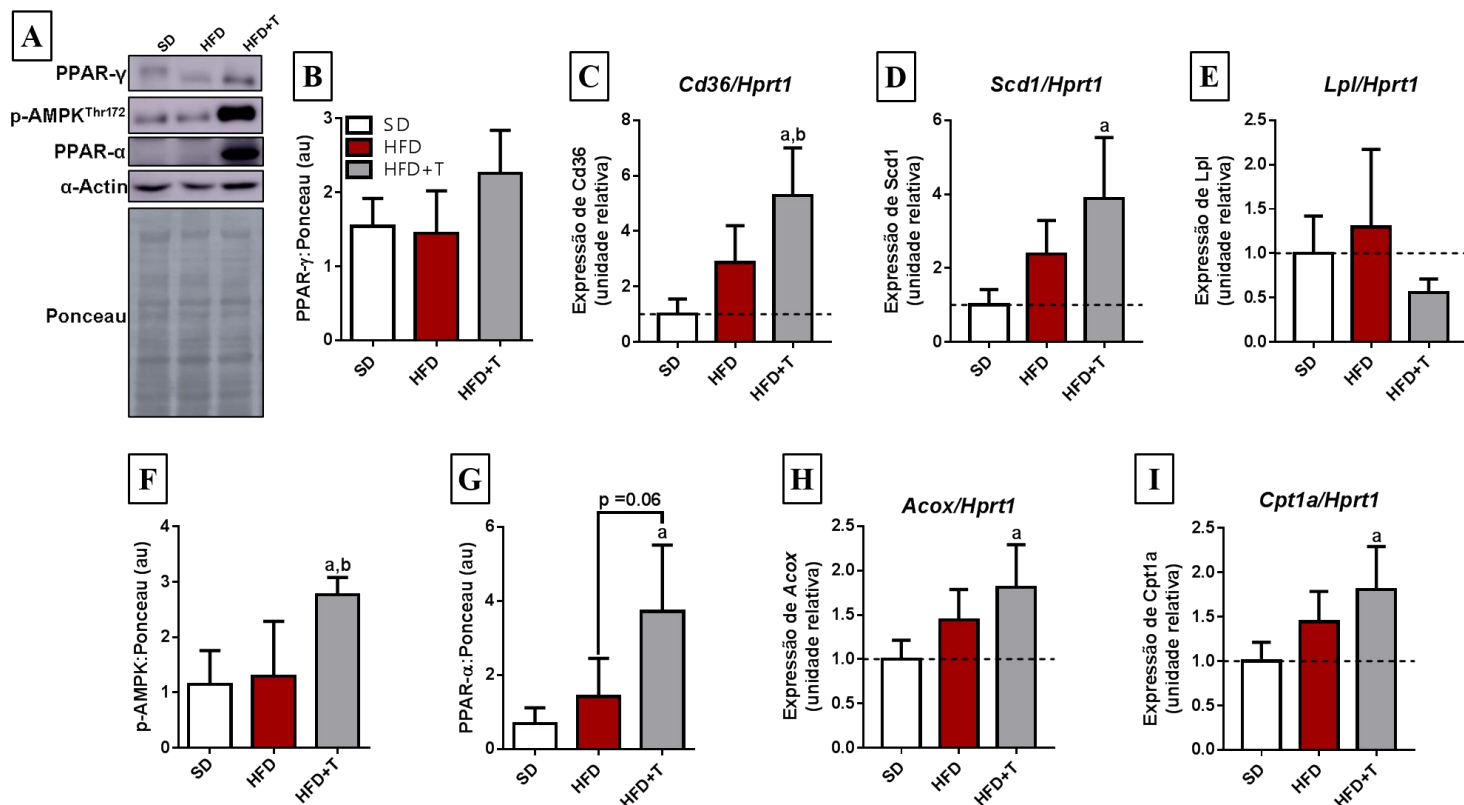 A
SD
HFD
HFD+T
PPAR-γ
p-AMPKThr172
PPAR-α
α-Actin
Ponceau
B
PPAR-γ:Ponceau (au)
3
2
1
0
SD
HFD
HFD+T
SD
HFD
HFD+T
C
Cd36/Hprt1
Expressão de Cd36
(unidade relativa)
8
6
4
2
0
a,b
SD
HFD
HFD+T
D
Scd1/Hprt1
Expressão de Scd1
(unidade relativa)
6
4
2
0
a
SD
HFD
HFD+T
E
Lpl/Hprt1
Expressão de Lpl
(unidade relativa)
2.5
2.0
1.5
1.0
0.5
0.0
SD
HFD
HFD+T
F
p-AMPK:Ponceau (au)
4
3
2
1
0
a,b
SD
HFD
HFD+T
G
PPAR-α:Ponceau (au)
6
4
2
0
p =0.06
a
SD
HFD
HFD+T
H
Acox/Hprt1
Expressão de Acox
(unidade relativa)
2.5
2.0
1.5
1.0
0.5
0.0
a
SD
HFD
HFD+T
I
Cpt1a/Hprt1
Expressão de Cpt1a
(unidade relativa)
2.5
2.0
1.5
1.0
0.5
0.0
a
SD
HFD
HFD+T